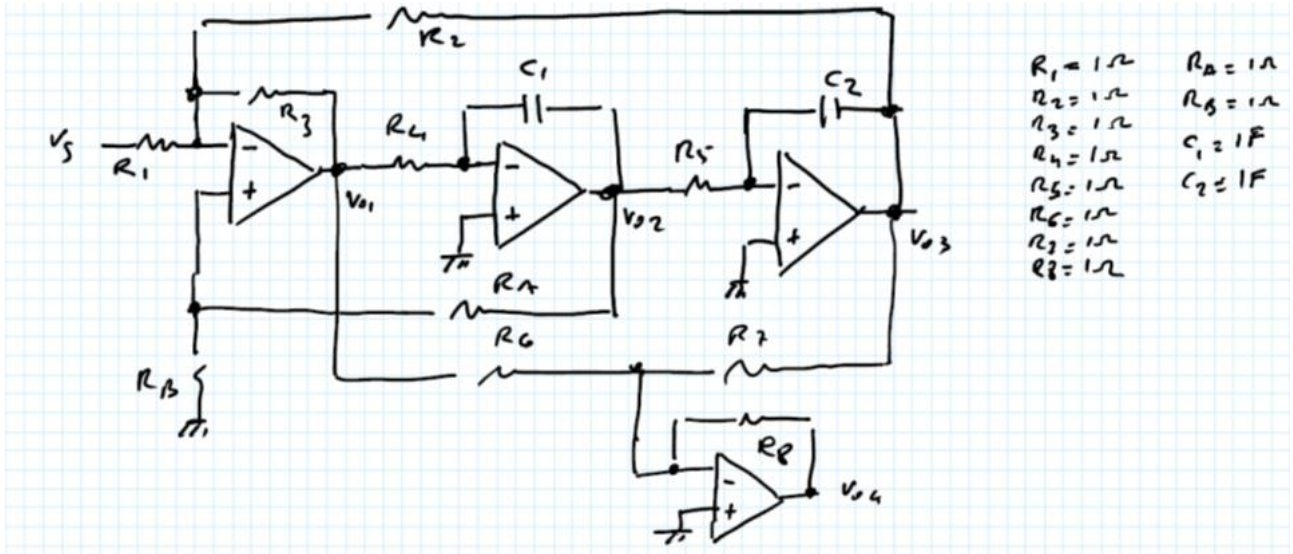 R2
C1
C2
R3
R4
R5
Vs
R1
-
+
Vo1
-
+
Vo2
-
+
Vo3
RA
R6
R7
RB
R8
-
+
Vo4
R1 = 1Ω
R2 = 1Ω
R3 = 1Ω
R4 = 1Ω
R5 = 1Ω
R6 = 1Ω
R7 = 1Ω
R8 = 1Ω
RA = 1Ω
RB = 1Ω
C1 = 1F
C2 = 1F